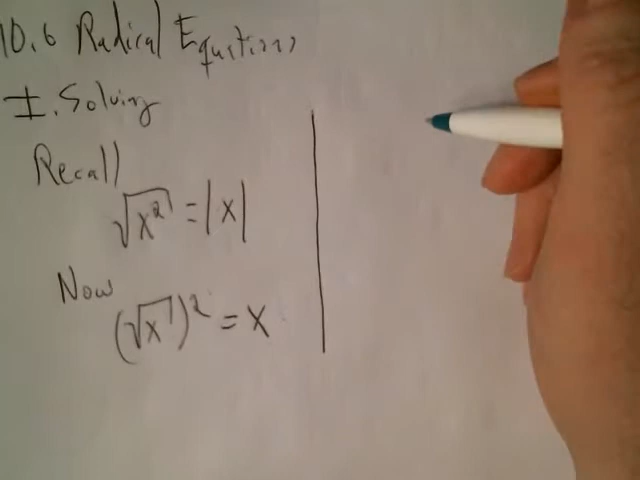 10.6 Radical Equations
I. Solving
Recall
√x² = |x|
Now
(√x)² = x